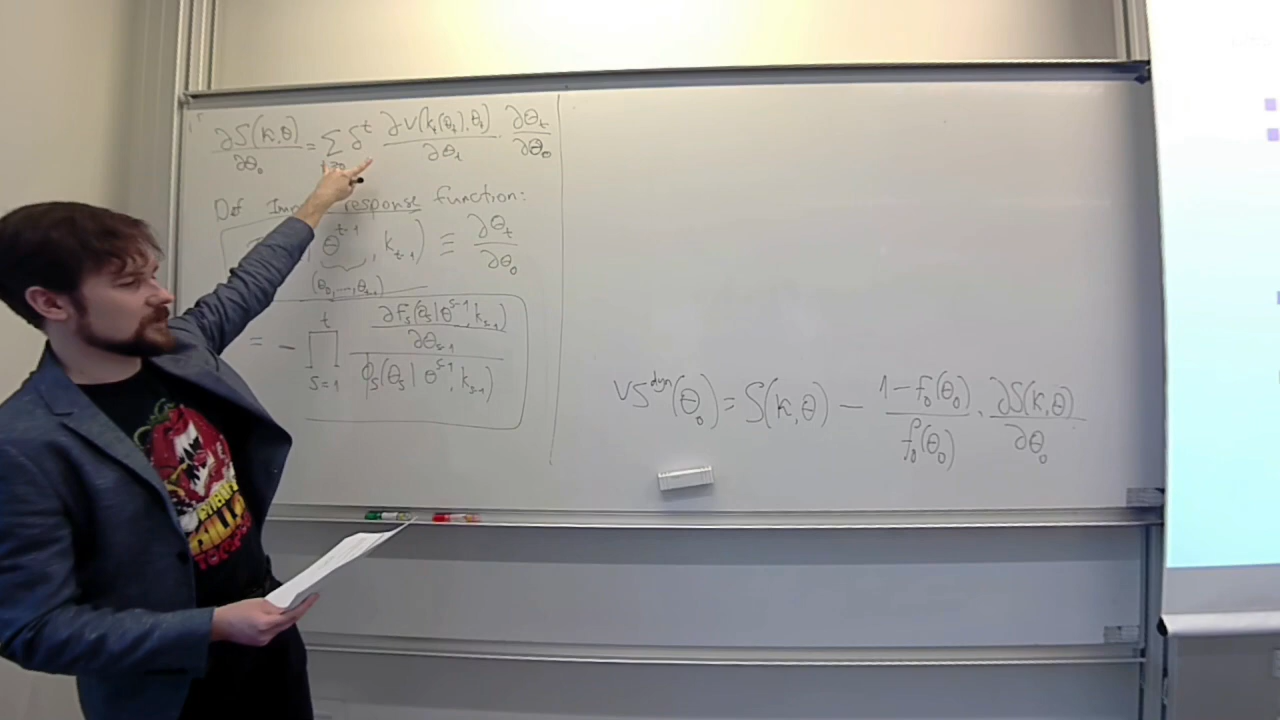 ∂S(k,θ)/∂θ₀ = Σ_{t≥0} δ^t ∂v(k_t(θ_t),θ_t)/∂θ_t · ∂θ_t/∂θ₀
Def response function:
θ^{t-1}, k_{t-1}) ≡ ∂θ_t/∂θ₀
(θ₀,...,θ_{t-1})
= - ∏_{s=1}^{t} (∂F_s(θ_s|θ^{s-1},k_{s-1})/∂θ_{s-1}) / (φ_s(θ_s|θ^{s-1},k_{s-1}))
VS^{dyn}(θ₀) = S(k,θ) - (1-f₀(θ₀))/(f₀(θ₀)) · ∂S(k,θ)/∂θ₀